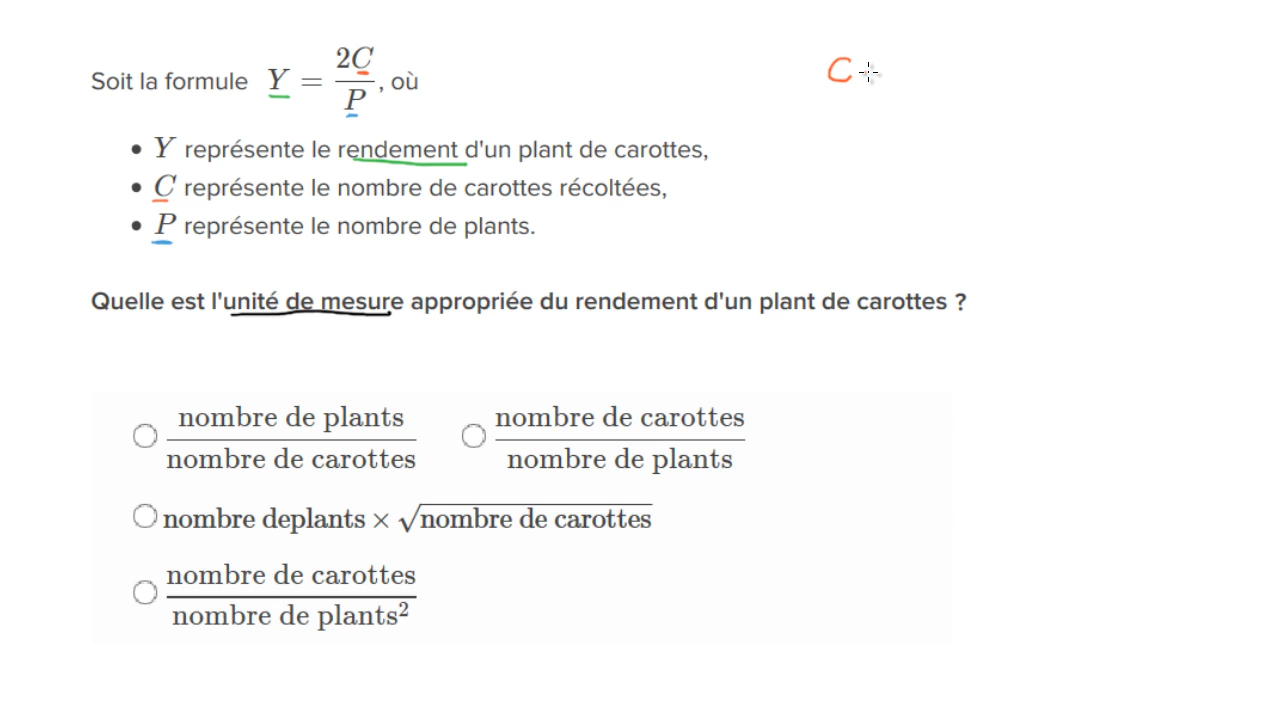 Soit la formule Y = 2C / P , où C
• Y représente le rendement d'un plant de carottes,
• C représente le nombre de carottes récoltées,
• P représente le nombre de plants.
Quelle est l'unité de mesure appropriée du rendement d'un plant de carottes ?
nombre de plants / nombre de carottes nombre de carottes / nombre de plants
nombre deplants × √nombre de carottes
nombre de carottes / nombre de plants²